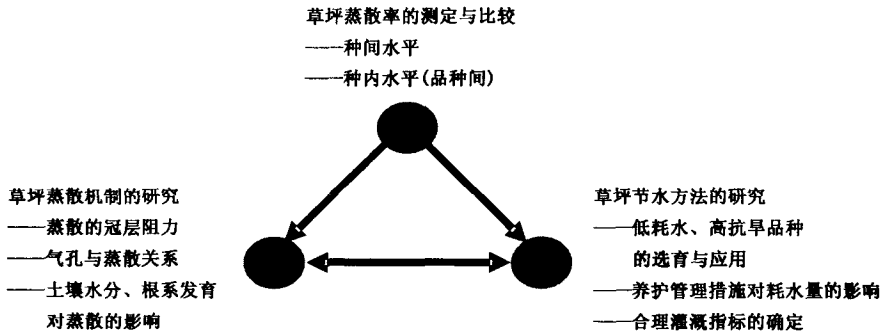 草坪蒸散率的测定与比较
——种间水平
——种内水平(品种间)
草坪蒸散机制的研究
——蒸散的冠层阻力
——气孔与蒸散关系
——土壤水分、根系发育
对蒸散的影响
草坪节水方法的研究
——低耗水、高抗旱品种
的选育与应用
——养护管理措施对耗水量的影响
——合理灌溉指标的确定